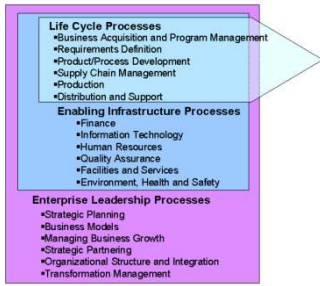 Life Cycle Processes
▪Business Acquisition and Program Management
▪Requirements Definition
▪Product/Process Development
▪Supply Chain Management
▪Production
▪Distribution and Support
Enabling Infrastructure Processes
▪Finance
▪Information Technology
▪Human Resources
▪Quality Assurance
▪Facilities and Services
▪Environment, Health and Safety
Enterprise Leadership Processes
▪Strategic Planning
▪Business Models
▪Managing Business Growth
▪Strategic Partnering
▪Organizational Structure and Integration
▪Transformation Management